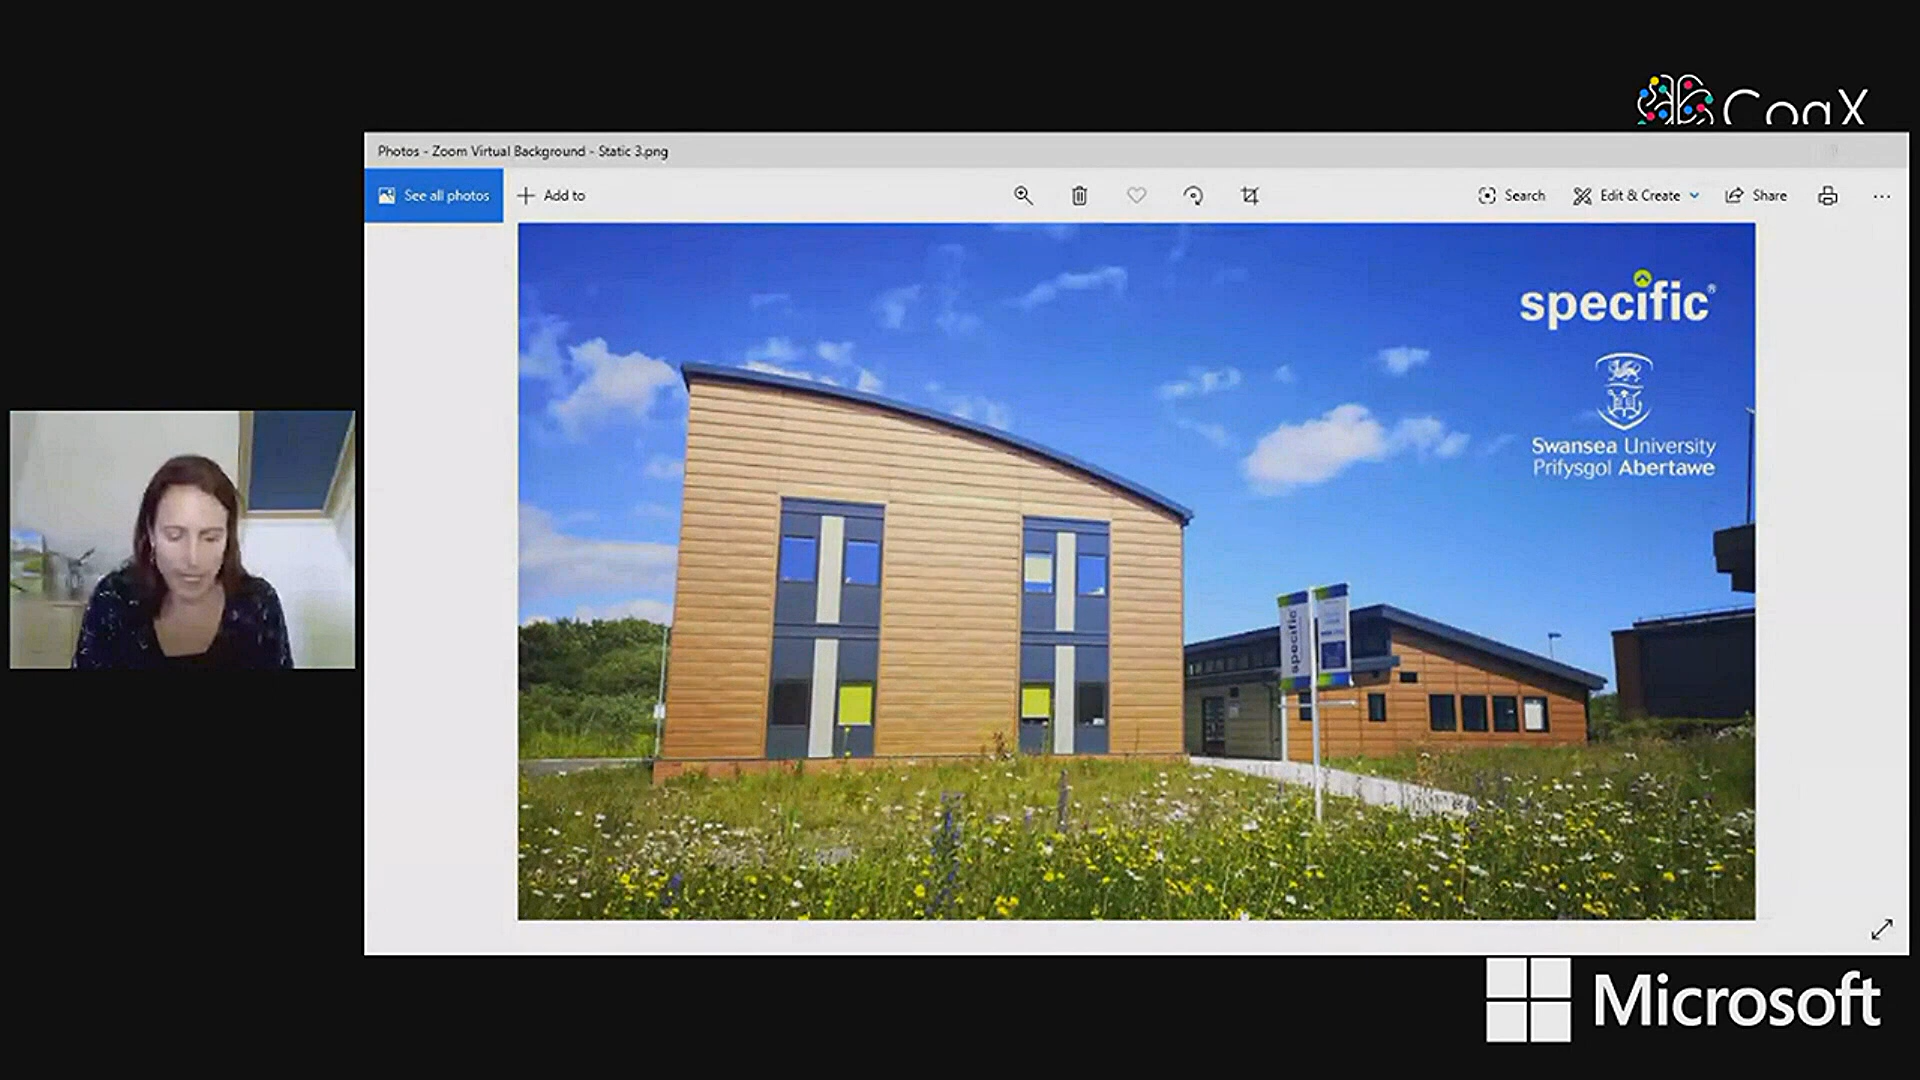 CogX
Photos - Zoom Virtual Background - Static 3.png
See all photos
Add to
Search
Edit & Create
Share
specific®
Swansea University
Prifysgol Abertawe
specific
Microsoft